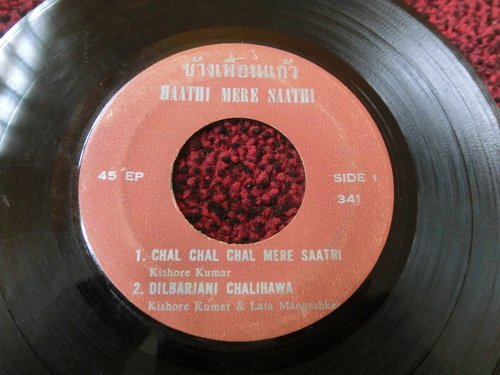 ช้างเพื่อนแก้ว
HAATHI MERE SAATHI
45 EP
SIDE 1
341
1. CHAL CHAL CHAL MERE SAATHI
Kishore Kumar
2. DILBARJANI CHALIHAWA
Kishore Kumar & Lata Mangeshkar